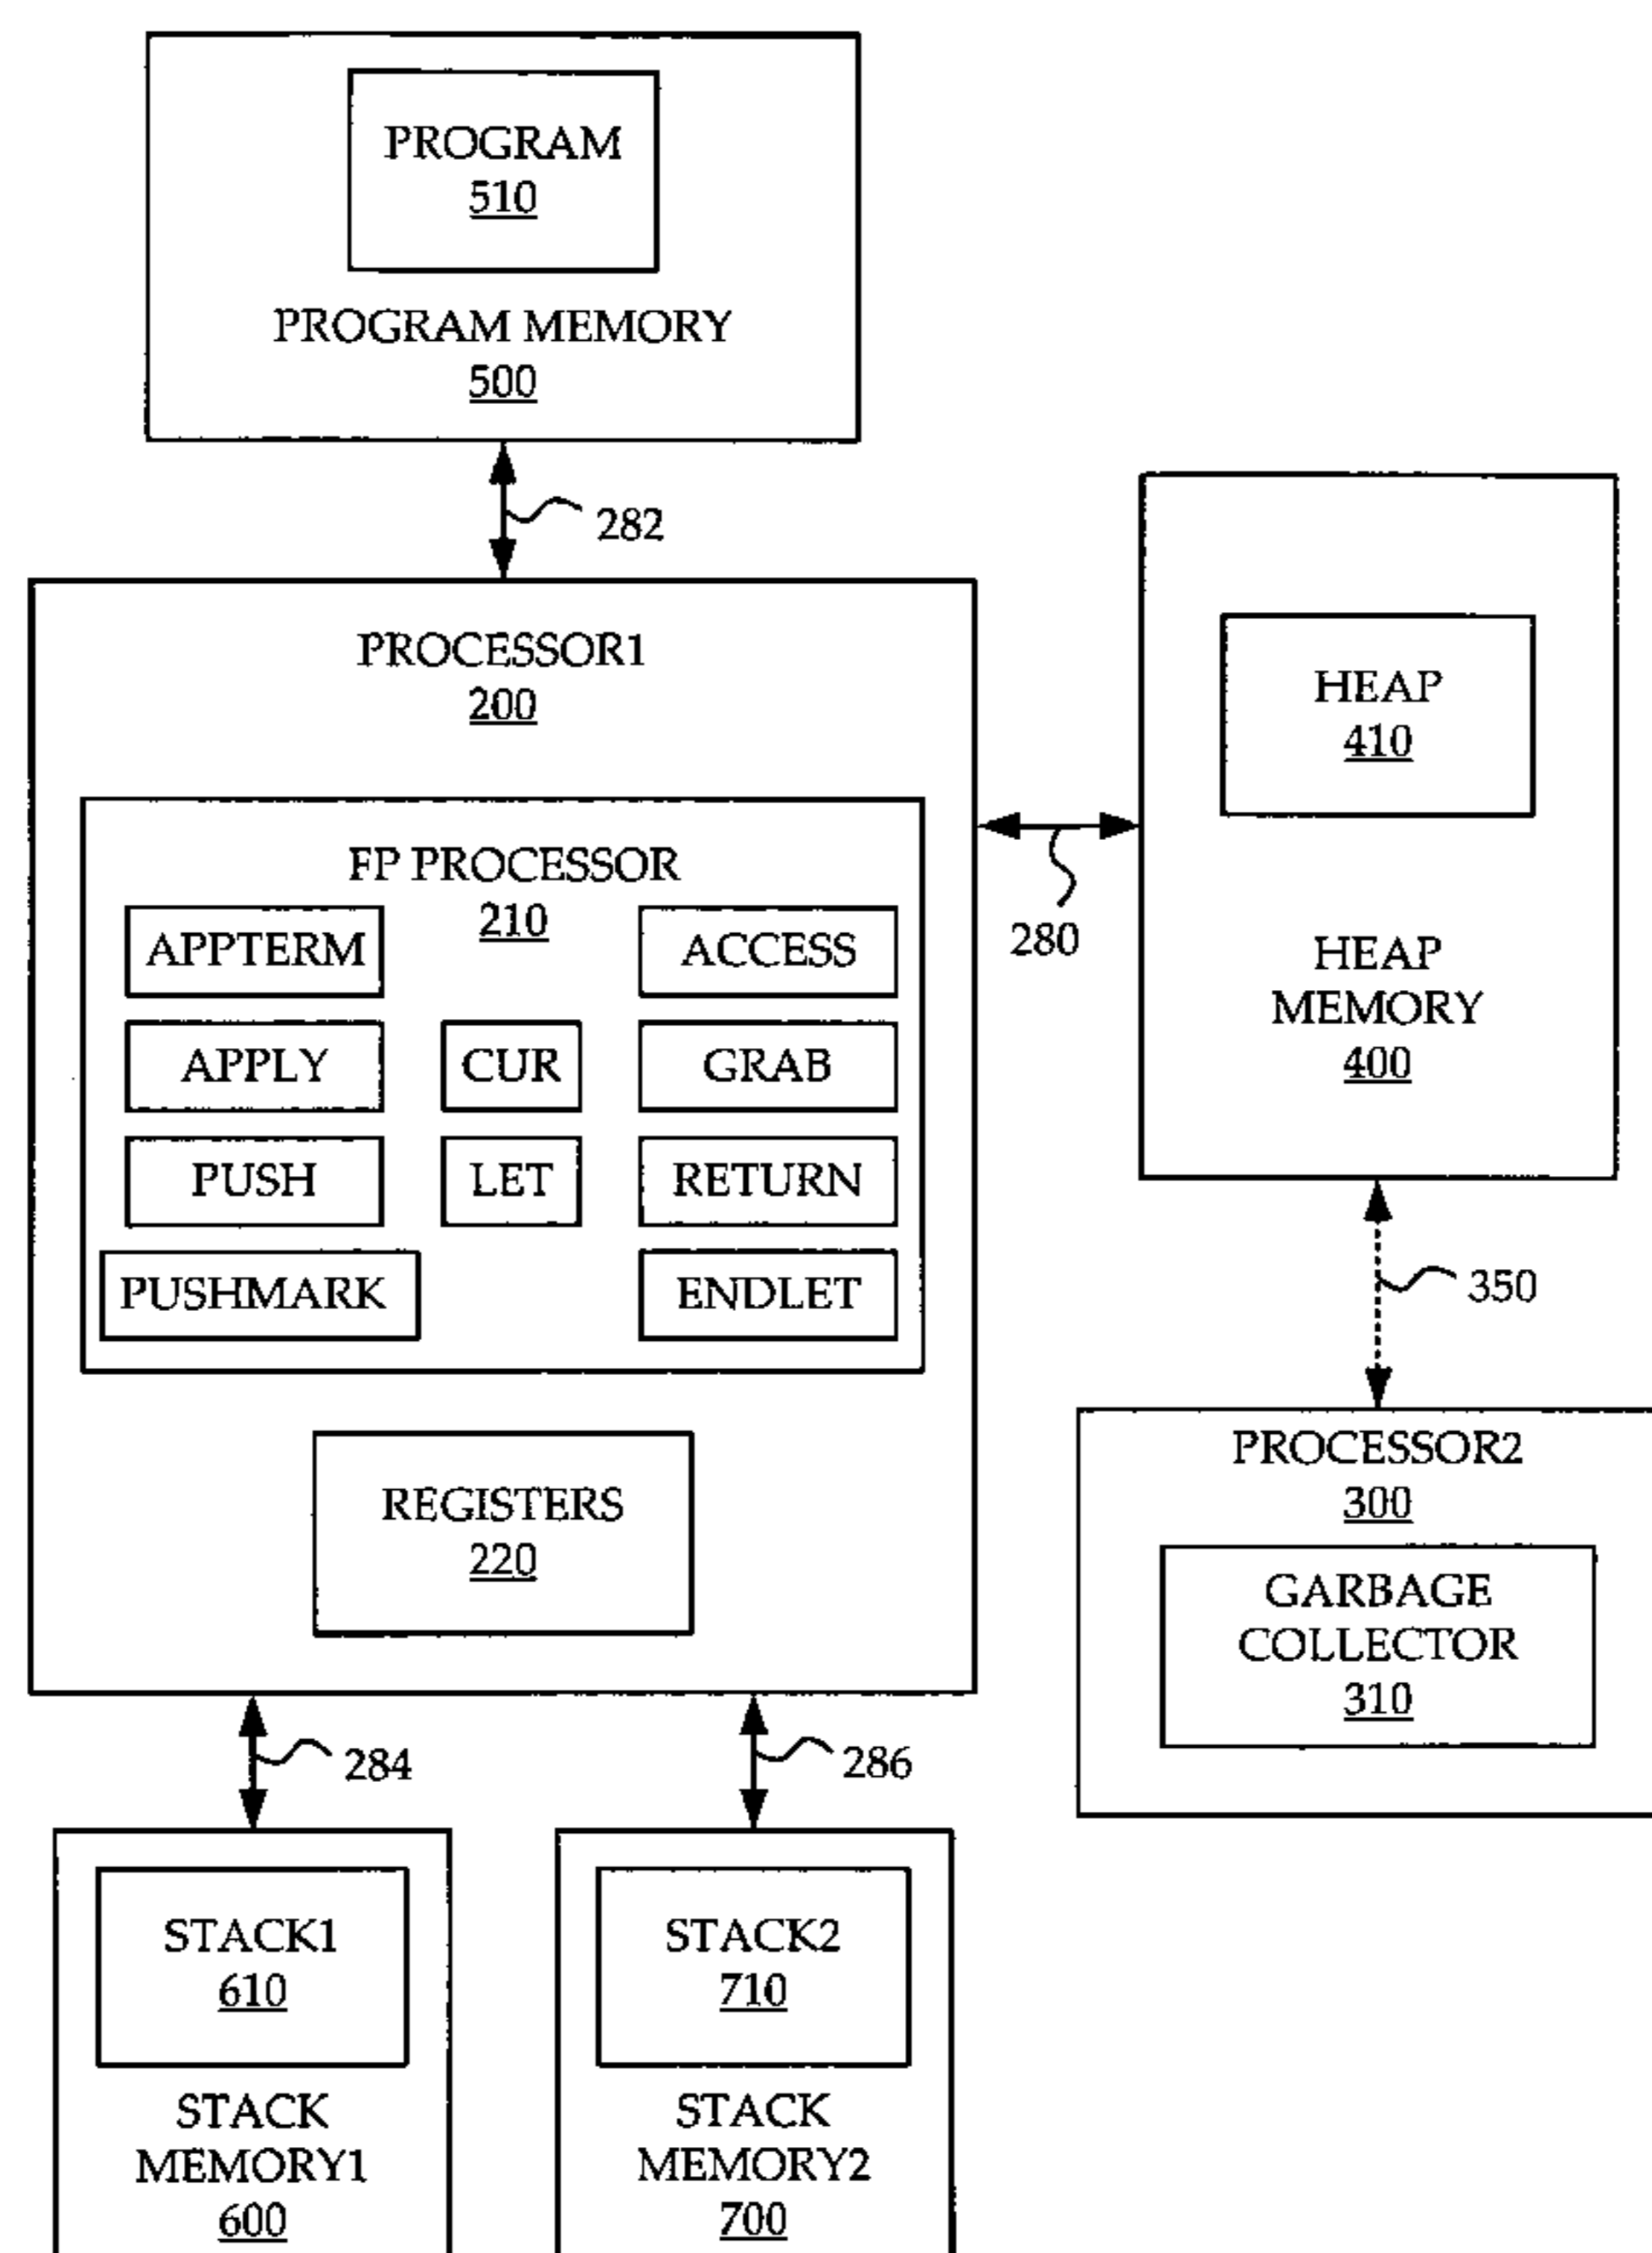 PROGRAM
510
PROGRAM MEMORY
500
282
PROCESSOR1
200
FP PROCESSOR
210
APPTERM
ACCESS
APPLY
CUR
GRAB
PUSH
LET
RETURN
PUSHMARK
ENDLET
REGISTERS
220
280
HEAP
410
HEAP
MEMORY
400
350
PROCESSOR2
300
GARBAGE
COLLECTOR
310
284
286
STACK1
610
STACK
MEMORY1
600
STACK2
710
STACK
MEMORY2
700